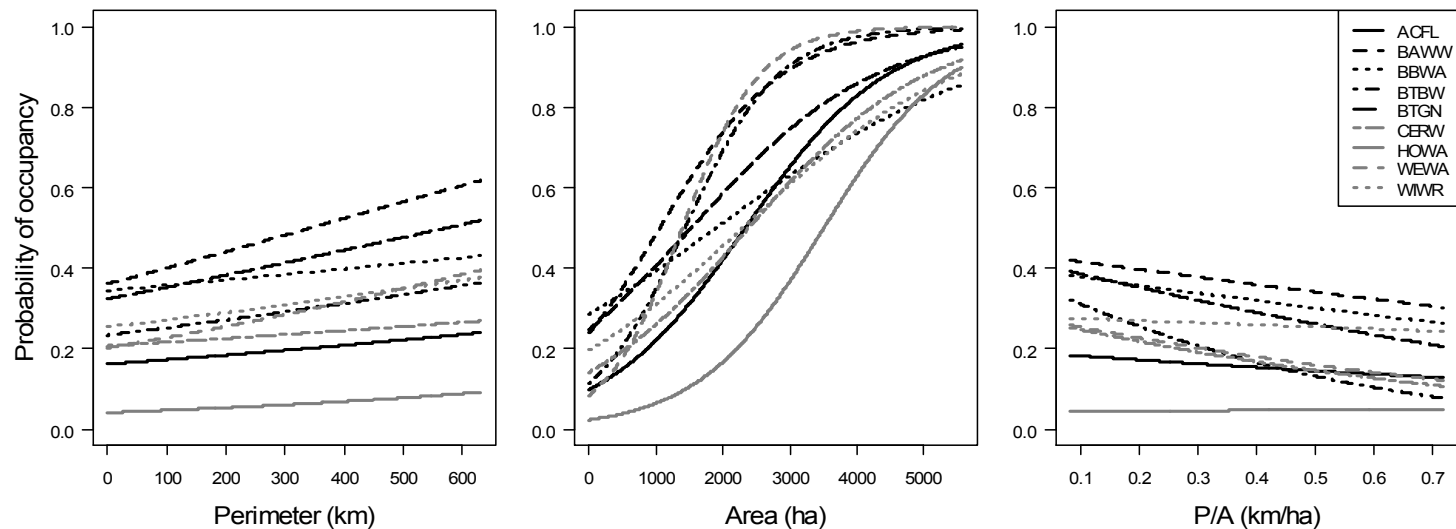 Probability of occupancy
1.0
0.8
0.6
0.4
0.2
0.0
0 100 200 300 400 500 600
Perimeter (km)
1.0
0.8
0.6
0.4
0.2
0.0
0 1000 2000 3000 4000 5000
Area (ha)
1.0
0.8
0.6
0.4
0.2
0.0
0.1 0.2 0.3 0.4 0.5 0.6 0.7
P/A (km/ha)
ACFL
BAWW
BBWA
BTBW
BTGN
CERW
HOWA
WEWA
WIWR